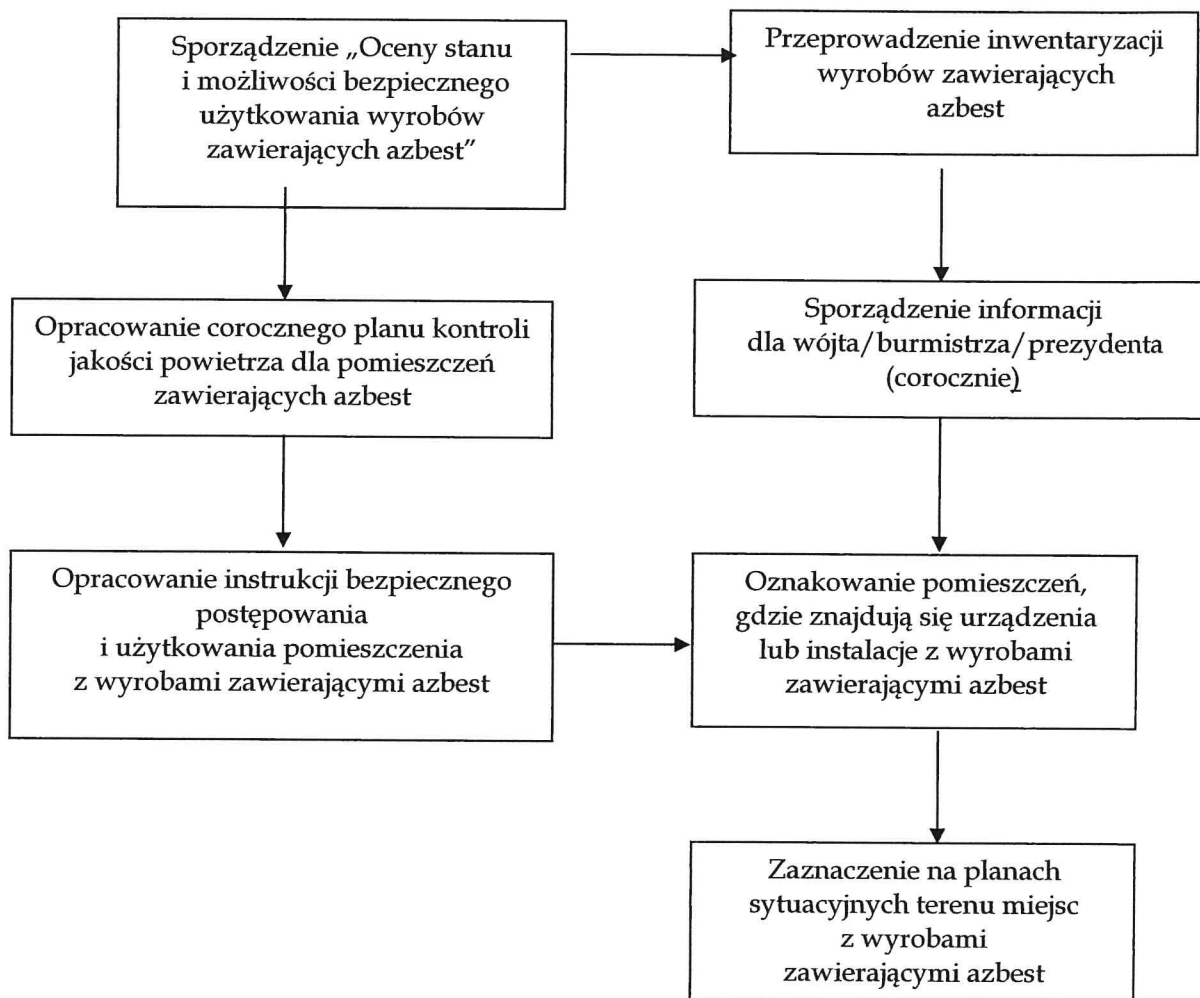 Sporządzenie „Oceny stanu
i możliwości bezpiecznego
użytkowania wyrobów
zawierających azbest”
Przeprowadzenie inwentaryzacji
wyrobów zawierających
azbest
Opracowanie corocznego planu kontroli
jakości powietrza dla pomieszczeń
zawierających azbest
Sporządzenie informacji
dla wójta/burmistrza/prezydenta
(corocznie)
Opracowanie instrukcji bezpiecznego
postępowania
i użytkowania pomieszczenia
z wyrobami zawierającymi azbest
Oznakowanie pomieszczeń,
gdzie znajdują się urządzenia
lub instalacje z wyrobami
zawierającymi azbest
Zaznaczenie na planach
sytuacyjnych terenu miejsc
z wyrobami
zawierającymi azbest